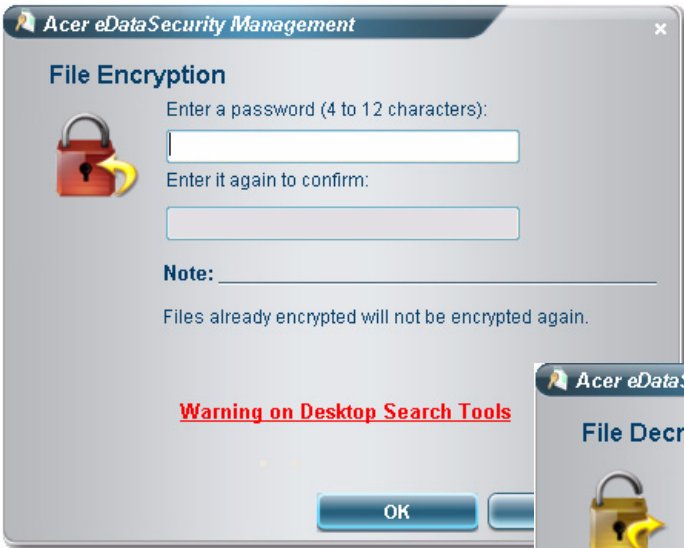 Acer eDataSecurity Management
File Encryption
Enter a password (4 to 12 characters):
Enter it again to confirm:
Note:
Files already encrypted will not be encrypted again.
Warning on Desktop Search Tools
OK
Acer eDataS
File Decr